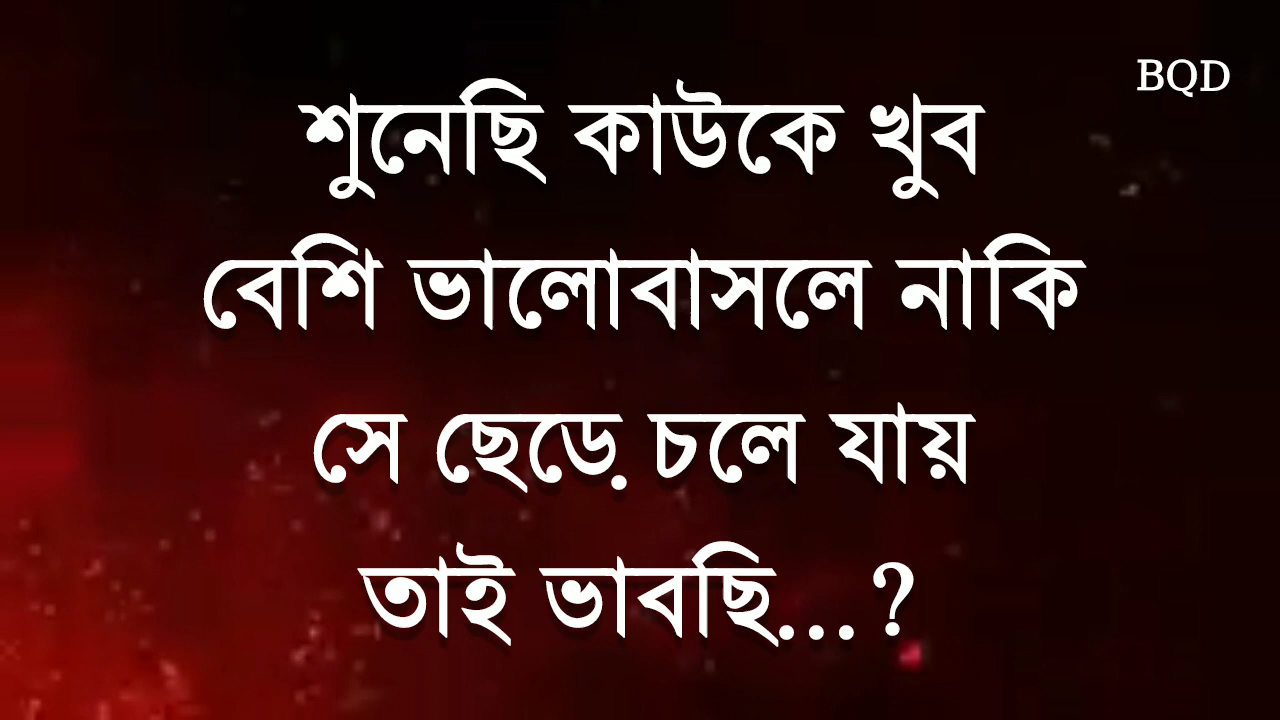 BQD
শুনেছি কাউকে খুব
বেশি ভালোবাসলে নাকি
সে ছেড়ে চলে যায়
তাই ভাবছি...?